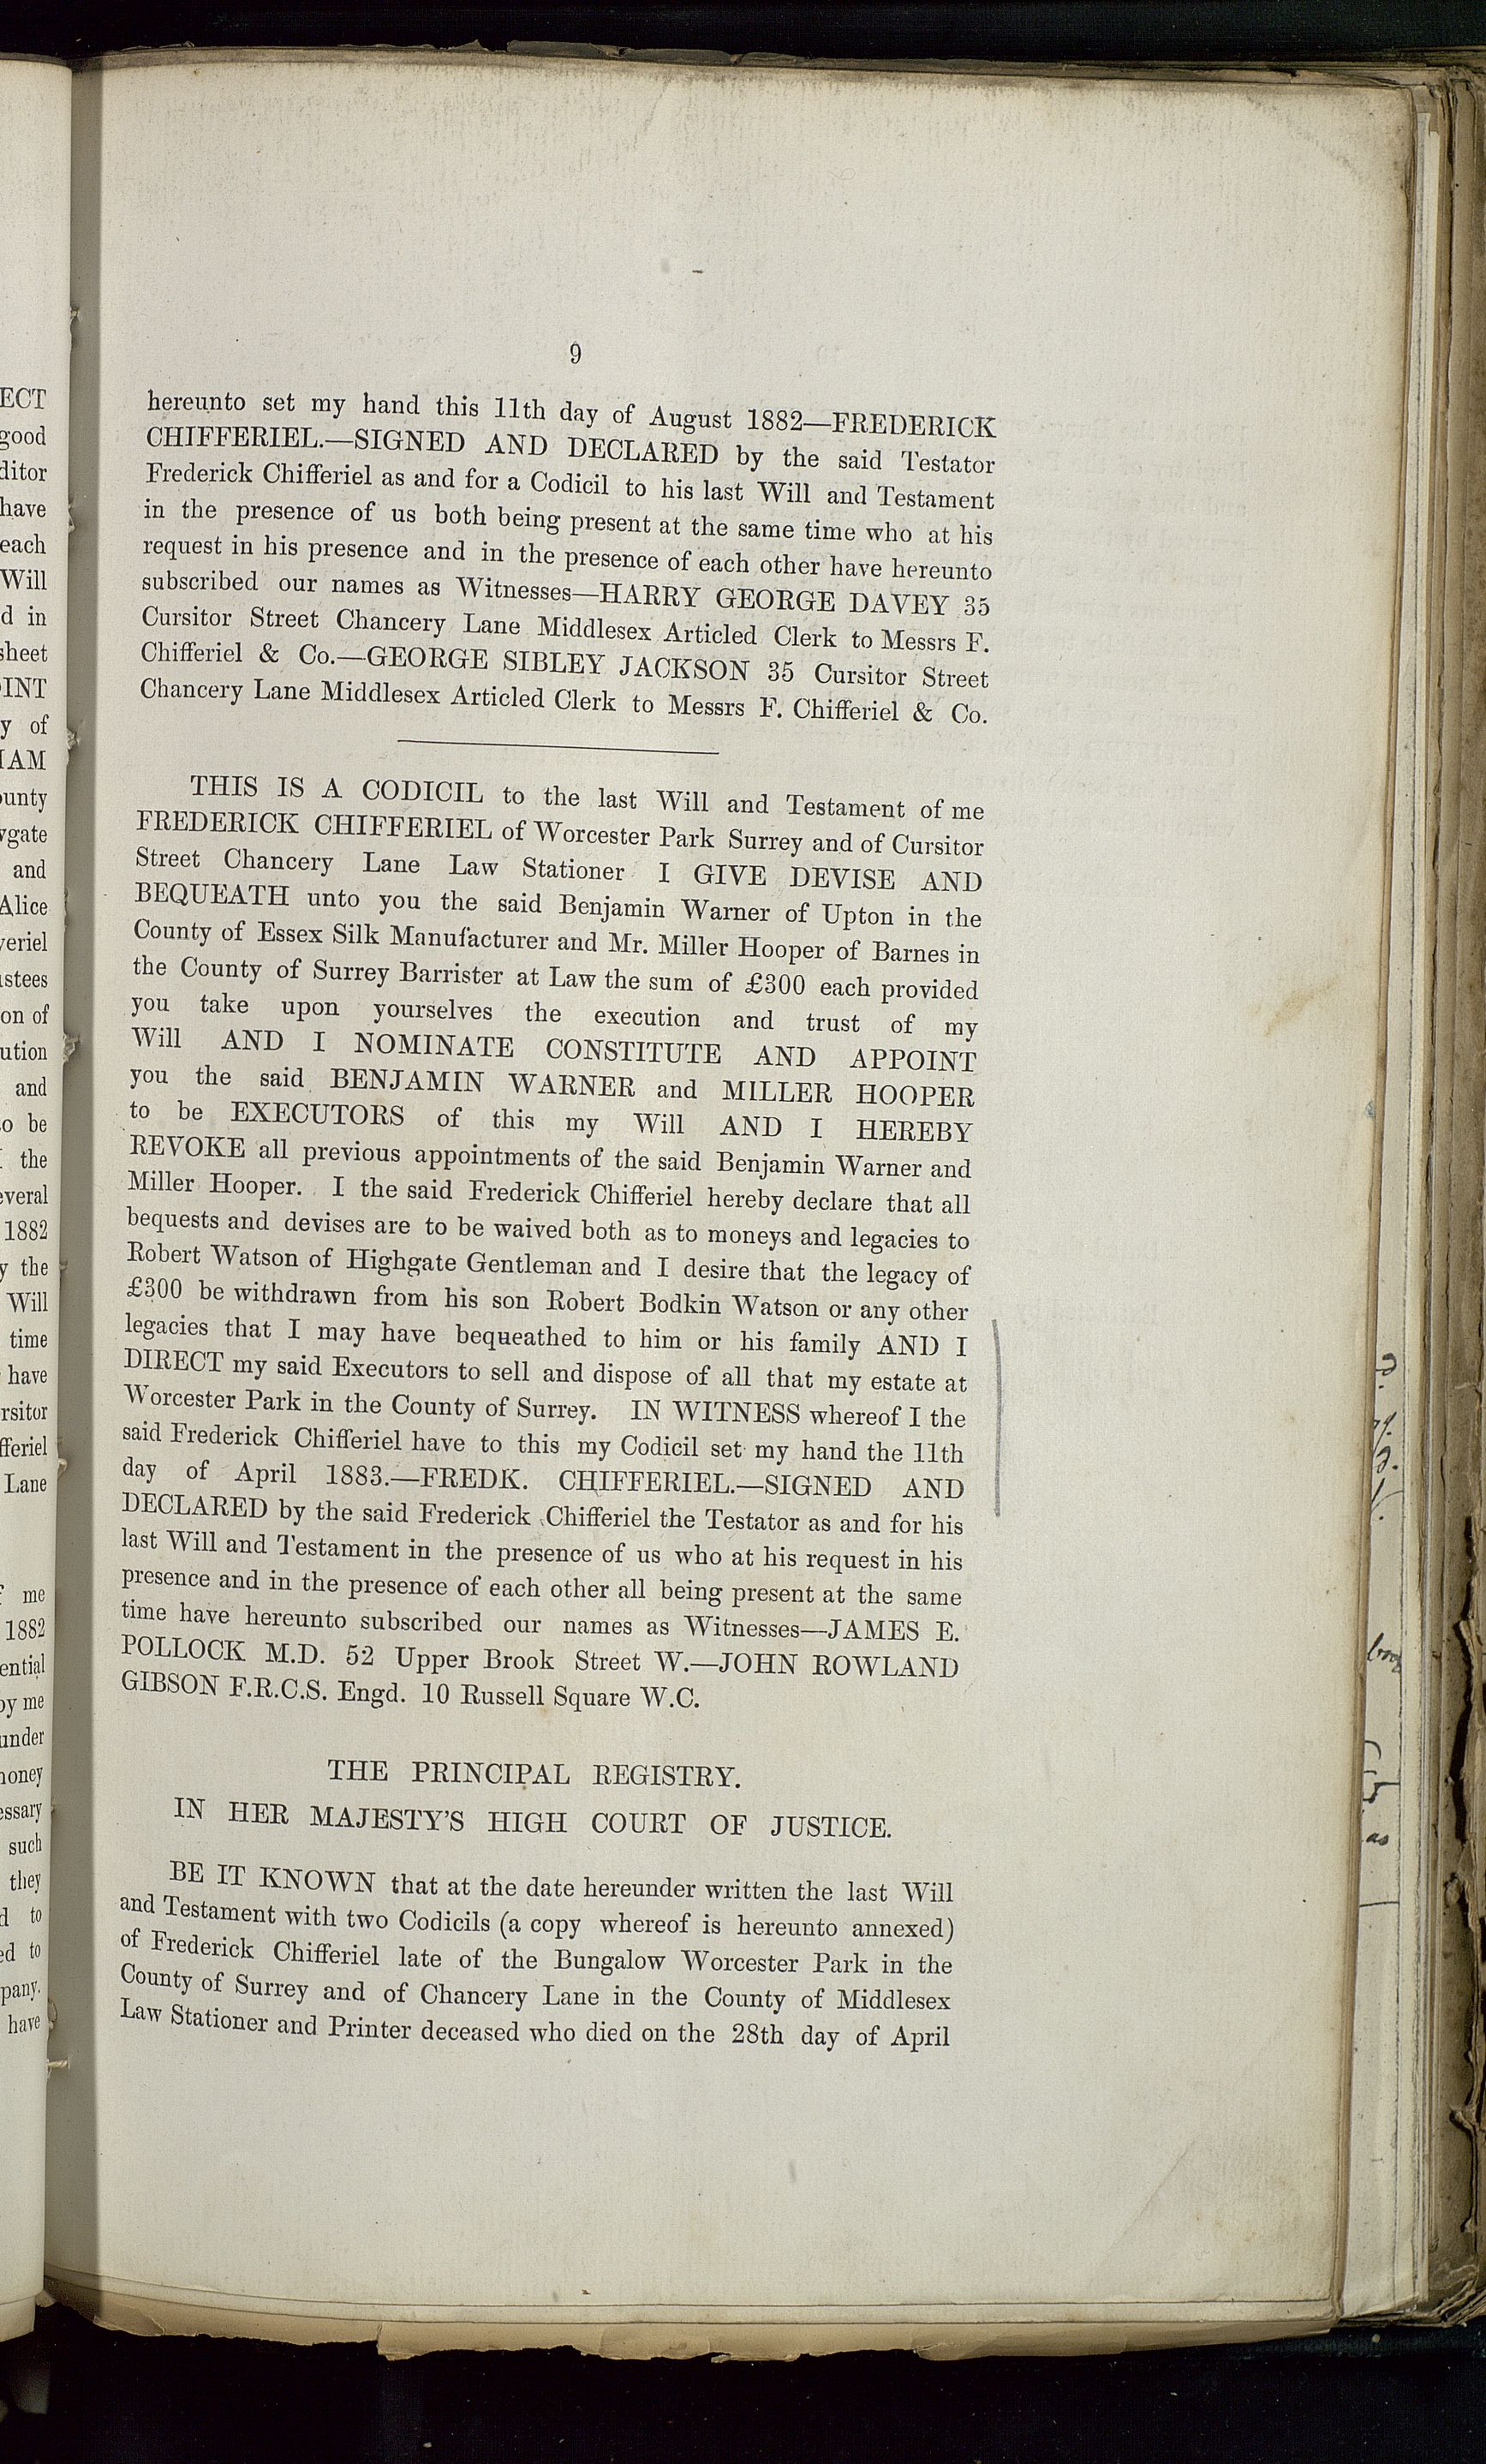 9
hereunto set my hand this 11th day of August 1882—FREDERICK
CHIFFERIEL.—SIGNED AND DECLARED by the said Testator
Frederick Chifferiel as and for a Codicil to his last Will and Testament
in the presence of us both being present at the same time who at his
request in his presence and in the presence of each other have hereunto
subscribed our names as Witnesses—HARRY GEORGE DAVEY 35
Cursitor Street Chancery Lane Middlesex Articled Clerk to Messrs F.
Chifferiel & Co.—GEORGE SIBLEY JACKSON 35 Cursitor Street
Chancery Lane Middlesex Articled Clerk to Messrs F. Chifferiel & Co.
THIS IS A CODICIL to the last Will and Testament of me
FREDERICK CHIFFERIEL of Worcester Park Surrey and of Cursitor
Street Chancery Lane Law Stationer I GIVE DEVISE AND
BEQUEATH unto you the said Benjamin Warner of Upton in the
County of Essex Silk Manufacturer and Mr. Miller Hooper of Barnes in
the County of Surrey Barrister at Law the sum of £300 each provided
you take upon yourselves the execution and trust of my
Will AND I NOMINATE CONSTITUTE AND APPOINT
you the said BENJAMIN WARNER and MILLER HOOPER
to be EXECUTORS of this my Will AND I HEREBY
REVOKE all previous appointments of the said Benjamin Warner and
Miller Hooper. I the said Frederick Chifferiel hereby declare that all
bequests and devises are to be waived both as to moneys and legacies to
Robert Watson of Highgate Gentleman and I desire that the legacy of
£300 be withdrawn from his son Robert Bodkin Watson or any other
legacies that I may have bequeathed to him or his family AND I
DIRECT my said Executors to sell and dispose of all that my estate at
Worcester Park in the County of Surrey. IN WITNESS whereof I the
said Frederick Chifferiel have to this my Codicil set my hand the 11th
day of April 1883.—FREDK. CHIFFERIEL.—SIGNED AND
DECLARED by the said Frederick Chifferiel the Testator as and for his
last Will and Testament in the presence of us who at his request in his
presence and in the presence of each other all being present at the same
time have hereunto subscribed our names as Witnesses—JAMES E.
POLLOCK M.D. 52 Upper Brook Street W.—JOHN ROWLAND
GIBSON F.R.C.S. Engd. 10 Russell Square W.C.
THE PRINCIPAL REGISTRY.
IN HER MAJESTY'S HIGH COURT OF JUSTICE.
BE IT KNOWN that at the date hereunder written the last Will
and Testament with two Codicils (a copy whereof is hereunto annexed)
of Frederick Chifferiel late of the Bungalow Worcester Park in the
County of Surrey and of Chancery Lane in the County of Middlesex
Law Stationer and Printer deceased who died on the 28th day of April